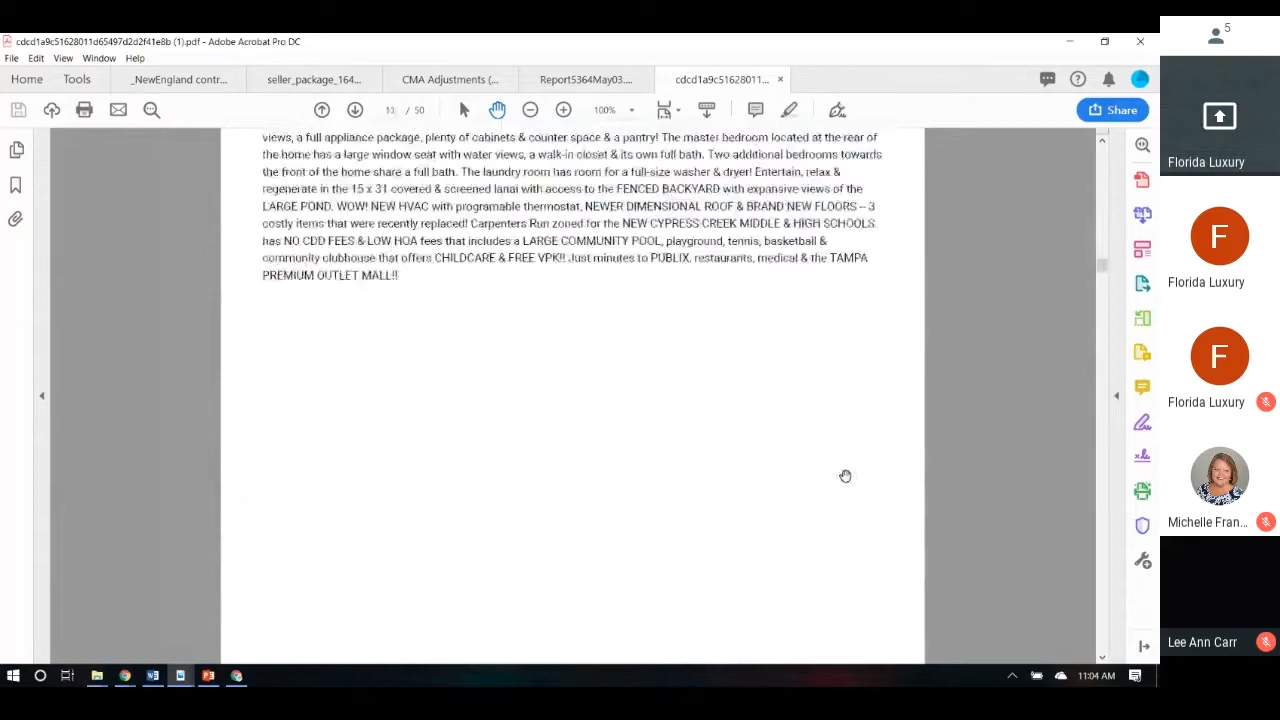 5
cdcd1a9c51628011d65497d2d2f41e8b (1).pdf - Adobe Acrobat Pro DC
File Edit View Window Help
Home Tools _NewEngland contr... seller_package_164... CMA Adjustments (... Report5364May03.... cdcd1a9c51628011... ×
13 / 50 100% Share
views, a full appliance package, plenty of cabinets & counter space & a pantry! The master bedroom located at the rear of
the home has a large window seat with water views, a walk-in closet & its own full bath. Two additional bedrooms towards
the front of the home share a full bath. The laundry room has room for a full-size washer & dryer! Entertain, relax &
regenerate in the 15 x 31 covered & screened lanai with access to the FENCED BACKYARD with expansive views of the
LARGE POND. WOW! NEW HVAC with programable thermostat, NEWER DIMENSIONAL ROOF & BRAND NEW FLOORS -- 3
costly items that were recently replaced!! Carpenters Run zoned for the NEW CYPRESS CREEK MIDDLE & HIGH SCHOOLS
has NO CDD FEES & LOW HOA fees that includes a LARGE COMMUNITY POOL, playground, tennis, basketball &
community clubhouse that offers CHILDCARE & FREE VPK!! Just minutes to PUBLIX, restaurants, medical & the TAMPA
PREMIUM OUTLET MALL!!
Florida Luxury
F
Florida Luxury
F
Florida Luxury
Michelle Fran...
Lee Ann Carr
11:04 AM